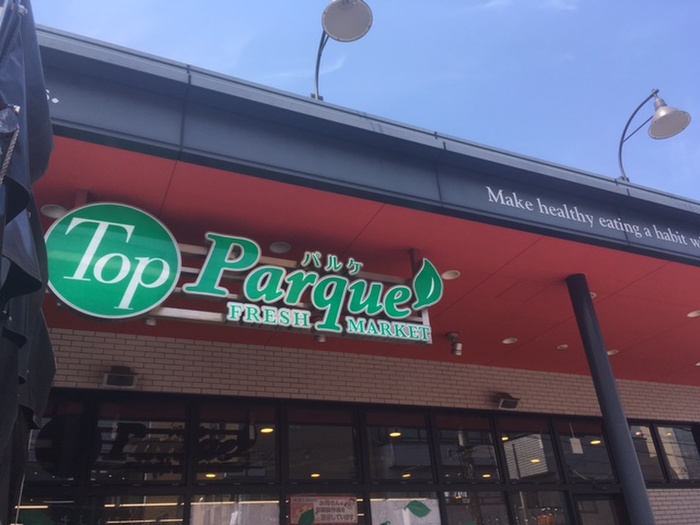 s.
Make healthy eating a habit w
Top
パルケ
Parque
FRESH MARKET